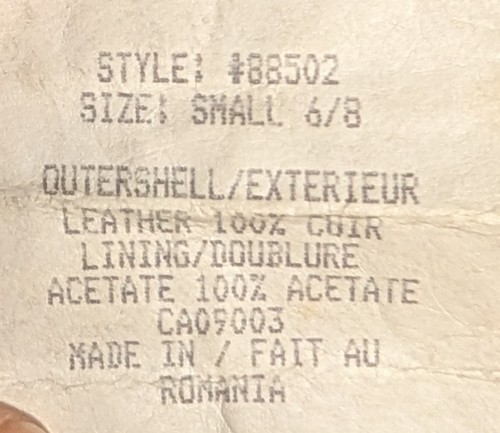 STYLE: #88502
SIZE: SMALL 6/8
OUTERSHELL/EXTERIEUR
LEATHER 100% CUIR
LINING/DOUBLURE
ACETATE 100% ACETATE
CA09003
MADE IN / FAIT AU
ROMANIA